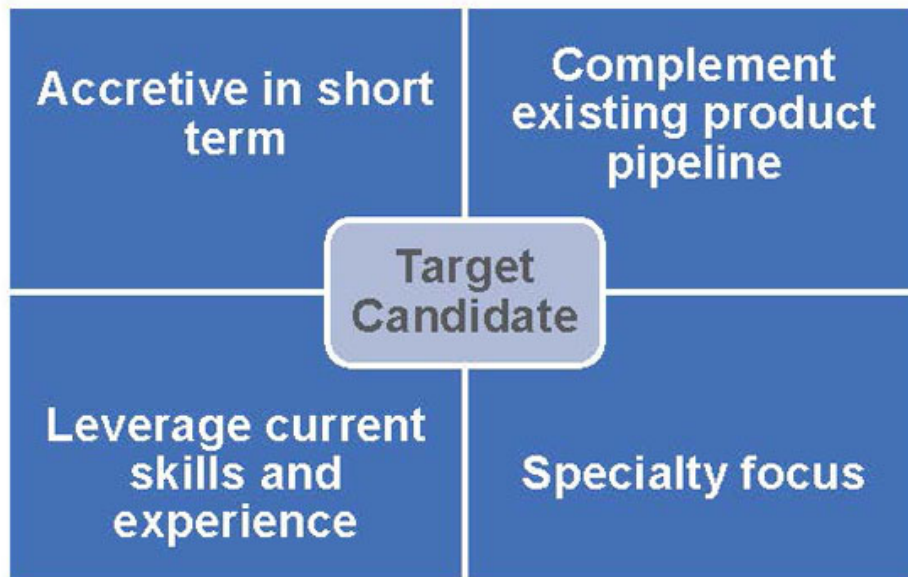 Accretive in short
term
Complement
existing product
pipeline
Target
Candidate
Leverage current
skills and
experience
Specialty focus